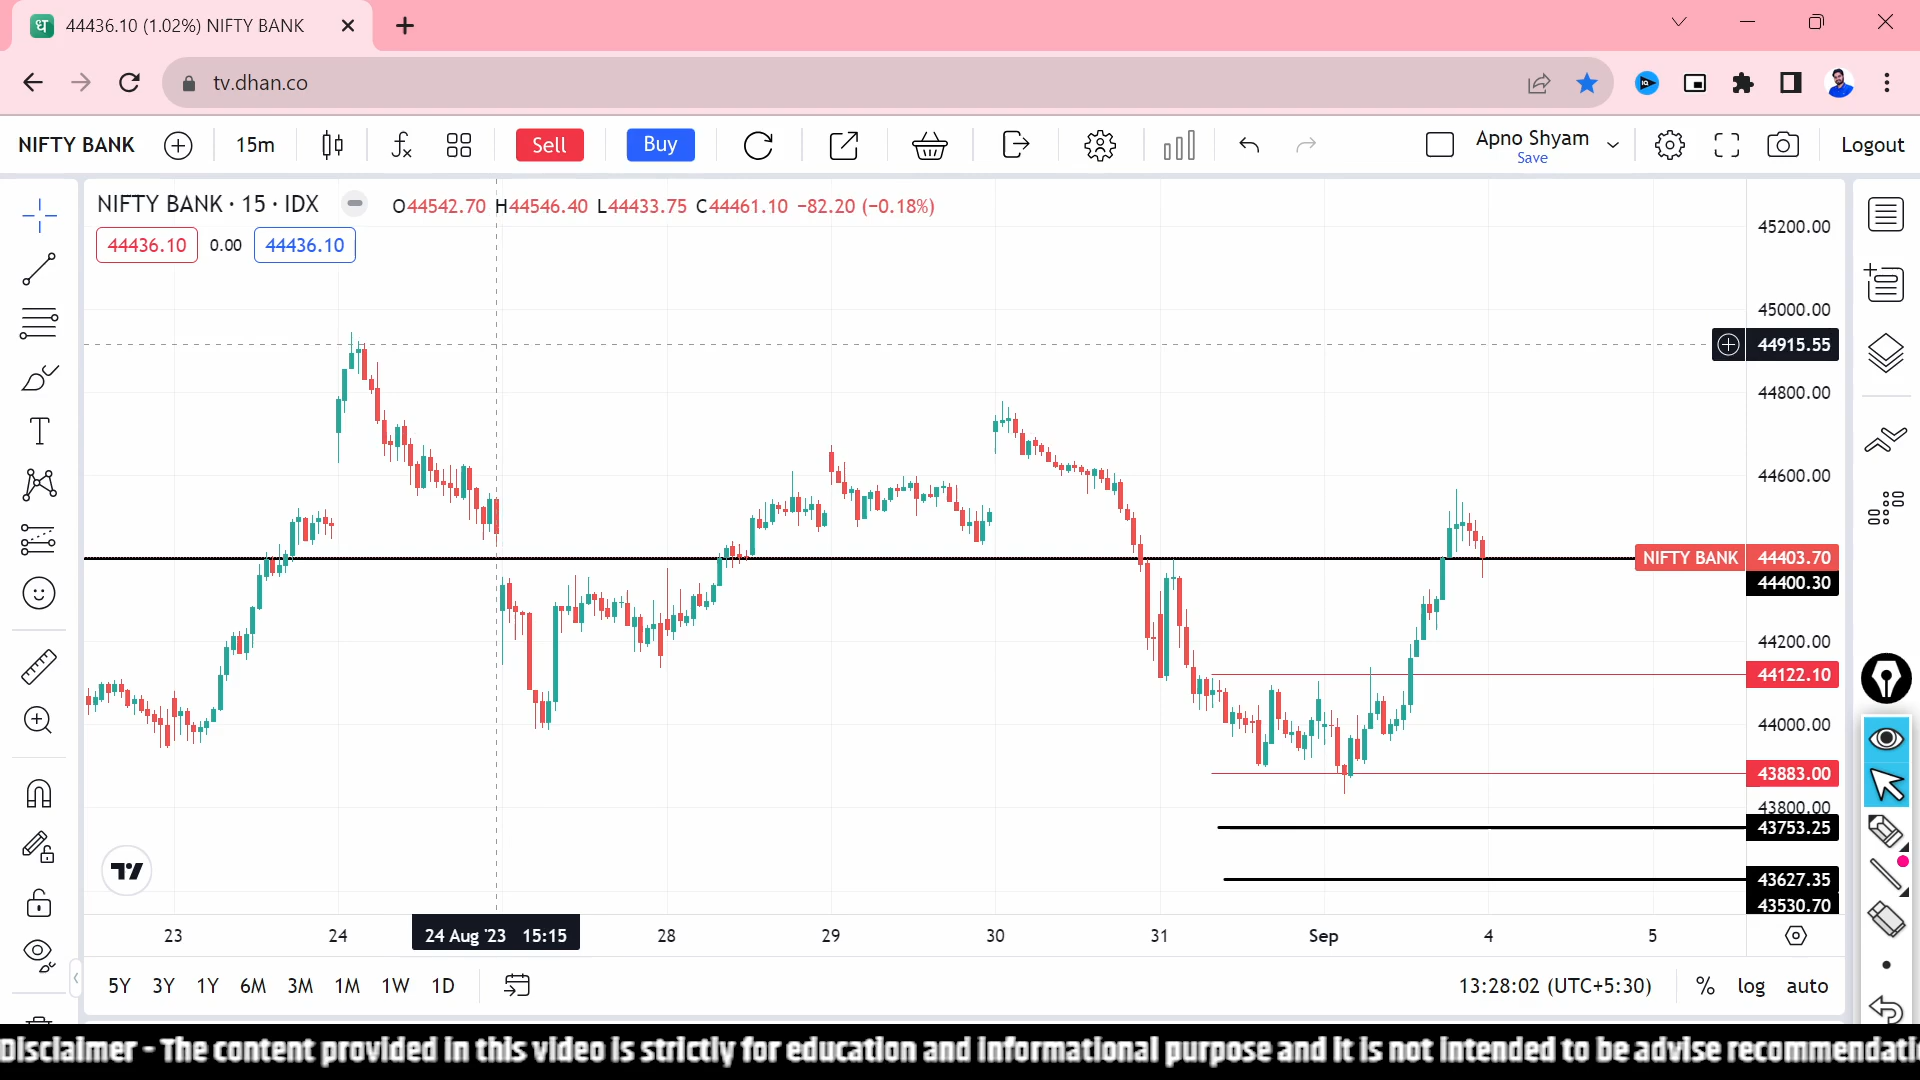 धा 44436.10 (1.02%) NIFTY BANK
tv.dhan.co
NIFTY BANK 15m Sell Buy Apno Shyam Save Logout
NIFTY BANK · 15 · IDX O44542.70 H44546.40 L44433.75 C44461.10 −82.20 (−0.18%)
44436.10 0.00 44436.10
45200.00
45000.00
44915.55
44800.00
44600.00
NIFTY BANK 44403.70
44400.30
44200.00
44122.10
44000.00
43883.00
43800.00
43753.25
43627.35
43530.70
23 24 24 Aug '23 15:15 28 29 30 31 Sep 4 5
5Y 3Y 1Y 6M 3M 1M 1W 1D 13:28:02 (UTC+5:30) % log auto
Disclaimer - The content provided in this video is strictly for education and informational purpose and it is not intended to be advise recommendati